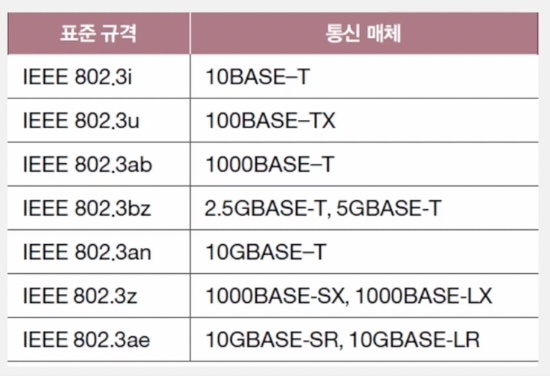 표준 규격 통신 매체
IEEE 802.3i 10BASE–T
IEEE 802.3u 100BASE–TX
IEEE 802.3ab 1000BASE–T
IEEE 802.3bz 2.5GBASE-T, 5GBASE-T
IEEE 802.3an 10GBASE–T
IEEE 802.3z 1000BASE-SX, 1000BASE-LX
IEEE 802.3ae 10GBASE-SR, 10GBASE-LR